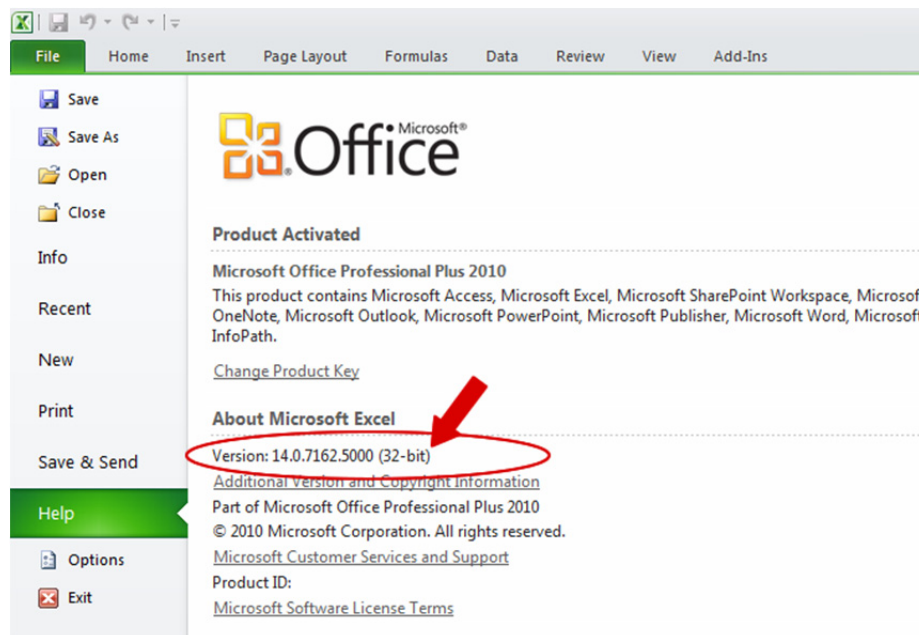 File Home Insert Page Layout Formulas Data Review View Add-Ins
Save
Save As
Open
Close
Info
Recent
New
Print
Save & Send
Help
Options
Exit
Microsoft®
Office
Product Activated
Microsoft Office Professional Plus 2010
This product contains Microsoft Access, Microsoft Excel, Microsoft SharePoint Workspace, Microsof
OneNote, Microsoft Outlook, Microsoft PowerPoint, Microsoft Publisher, Microsoft Word, Microsoft
InfoPath.
Change Product Key
About Microsoft Excel
Version: 14.0.7162.5000 (32-bit)
Additional Version and Copyright Information
Part of Microsoft Office Professional Plus 2010
© 2010 Microsoft Corporation. All rights reserved.
Microsoft Customer Services and Support
Product ID:
Microsoft Software License Terms